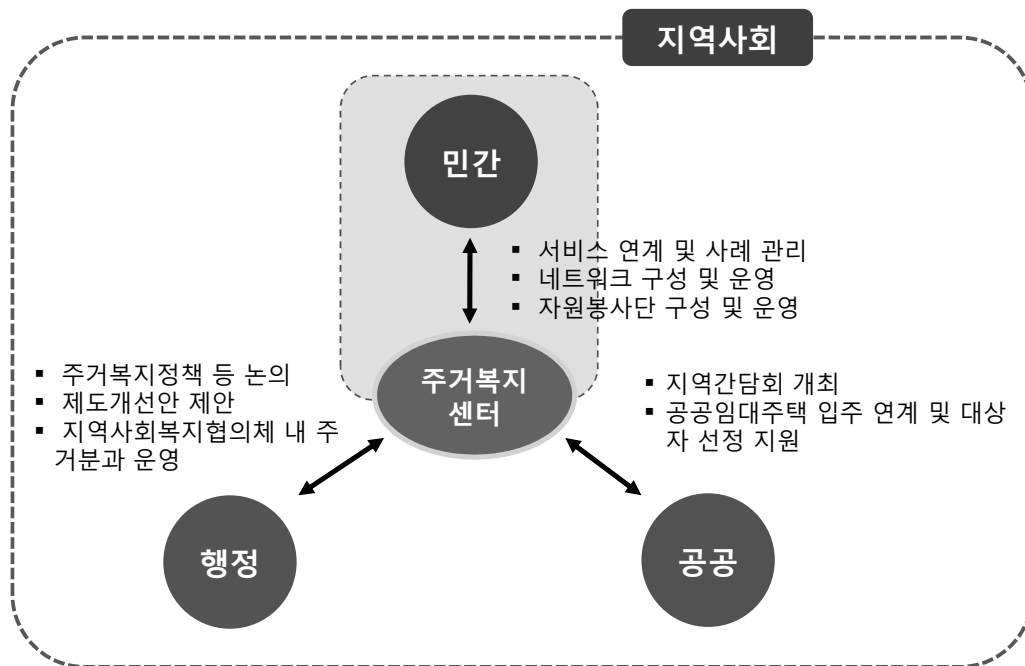 지역사회
민간
▪ 서비스 연계 및 사례 관리
▪ 네트워크 구성 및 운영
▪ 자원봉사단 구성 및 운영
주거복지
센터
▪ 주거복지정책 등 논의
▪ 제도개선안 제안
▪ 지역사회복지협의체 내 주
거분과 운영
▪ 지역간담회 개최
▪ 공공임대주택 입주 연계 및 대상
자 선정 지원
행정
공공